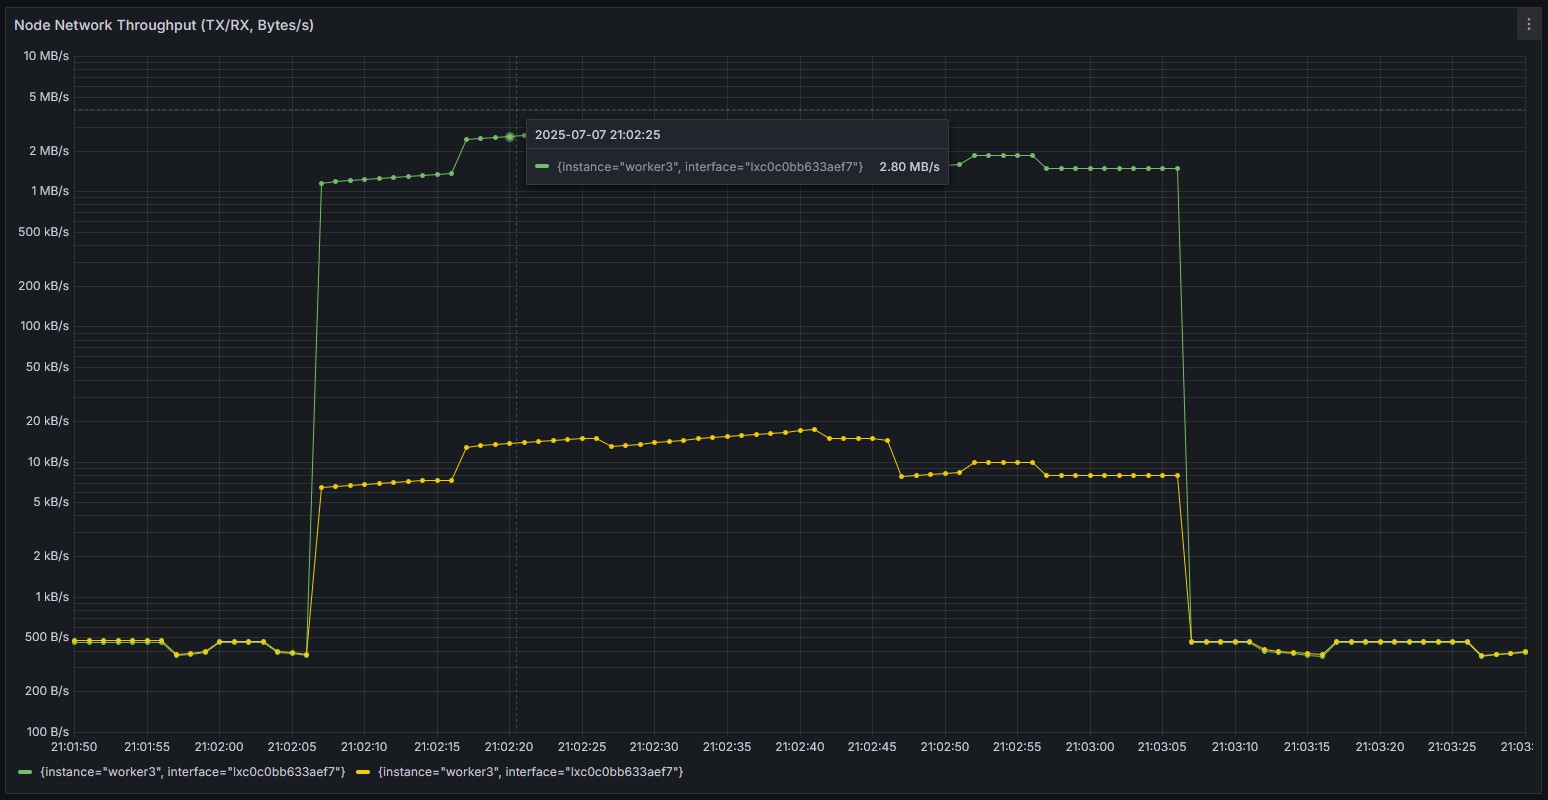 Node Network Throughput (TX/RX, Bytes/s)
10 MB/s
5 MB/s
2 MB/s
1 MB/s
500 kB/s
200 kB/s
100 kB/s
50 kB/s
20 kB/s
10 kB/s
5 kB/s
2 kB/s
1 kB/s
500 B/s
200 B/s
100 B/s
2025-07-07 21:02:25
{instance="worker3", interface="lxc0c0bb633aef7"} 2.80 MB/s
21:01:50 21:01:55 21:02:00 21:02:05 21:02:10 21:02:15 21:02:20 21:02:25 21:02:30 21:02:35 21:02:40 21:02:45 21:02:50 21:02:55 21:03:00 21:03:05 21:03:10 21:03:15 21:03:20 21:03:25 21:03:
{instance="worker3", interface="lxc0c0bb633aef7"} {instance="worker3", interface="lxc0c0bb633aef7"}